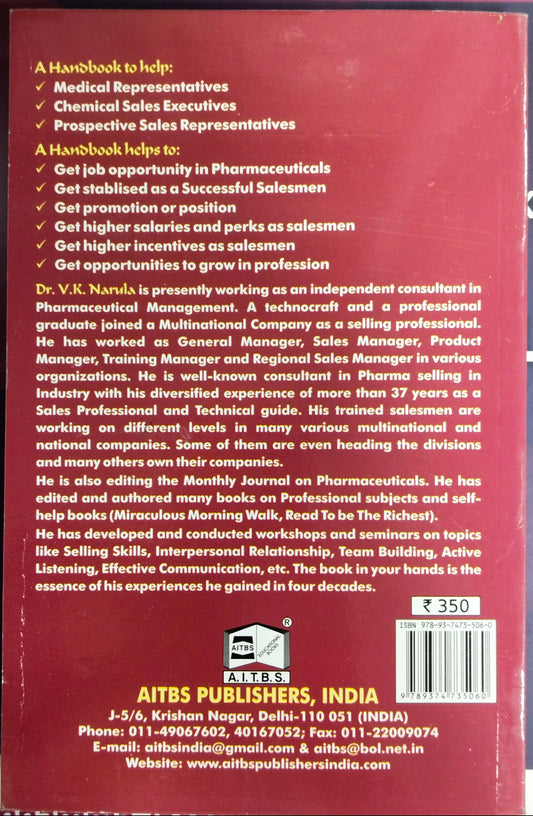 A Handbook to help:
✓ Medical Representatives
✓ Chemical Sales Executives
✓ Prospective Sales Representatives
A Handbook helps to:
✓ Get job opportunity in Pharmaceuticals
✓ Get stablised as a Successful Salesmen
✓ Get promotion or position
✓ Get higher salaries and perks as salesmen
✓ Get higher incentives as salesmen
✓ Get opportunities to grow in profession
Dr. V.K. Narula is presently working as an independent consultant in
Pharmaceutical Management. A technocraft and a professional
graduate joined a Multinational Company as a selling professional.
He has worked as General Manager, Sales Manager, Product
Manager, Training Manager and Regional Sales Manager in various
organizations. He is well-known consultant in Pharma selling in
Industry with his diversified experience of more than 37 years as a
Sales Professional and Technical guide. His trained salesmen are
working on different levels in many various multinational and
national companies. Some of them are even heading the divisions
and many others own their companies.
He is also editing the Monthly Journal on Pharmaceuticals. He has
edited and authored many books on Professional subjects and self-
help books (Miraculous Morning Walk, Read To be The Richest).
He has developed and conducted workshops and seminars on topics
like Selling Skills, Interpersonal Relationship, Team Building, Active
Listening, Effective Communication, etc. The book in your hands is the
essence of his experiences he gained in four decades.
₹ 350
ISBN 978-93-7473-506-0
9 789374 735060
®
AITBS
EDUCATIONAL
BOOKS
A.I.T.B.S.
AITBS PUBLISHERS, INDIA
J-5/6, Krishan Nagar, Delhi-110 051 (INDIA)
Phone: 011-49067602, 40167052; Fax: 011-22009074
E-mail: aitbsindia@gmail.com & aitbs@bol.net.in
Website: www.aitbspublishersindia.com